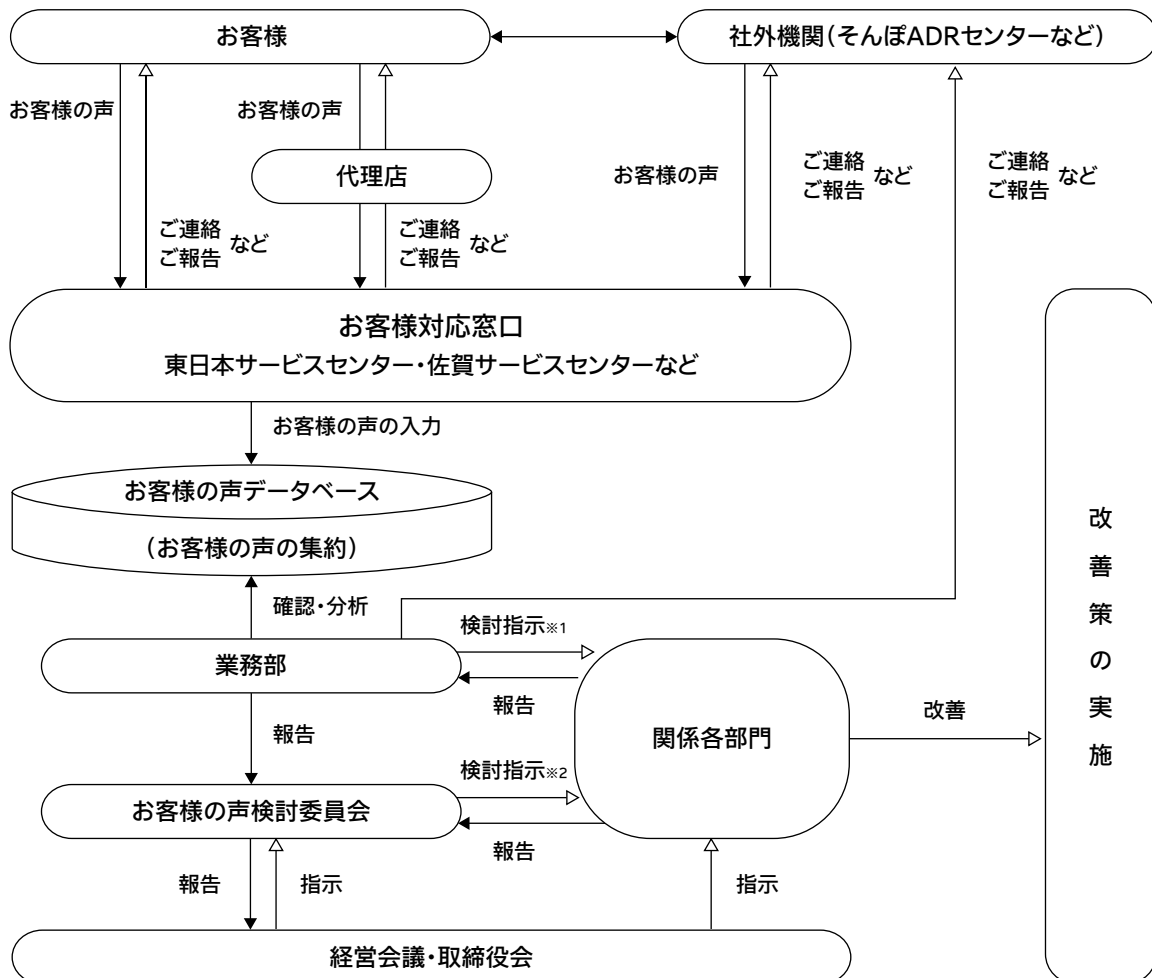 お客様
社外機関（そんぽADRセンターなど）
お客様の声
お客様の声
代理店
お客様の声
ご連絡
ご報告
など
ご連絡
ご報告
など
ご連絡
ご報告
など
ご連絡
ご報告
など
お客様対応窓口
東日本サービスセンター・佐賀サービスセンターなど
お客様の声の入力
お客様の声データベース
（お客様の声の集約）
確認・分析
業務部
検討指示※1
報告
関係各部門
改善
改善策の実施
報告
検討指示※2
お客様の声検討委員会
報告
報告
指示
指示
経営会議・取締役会